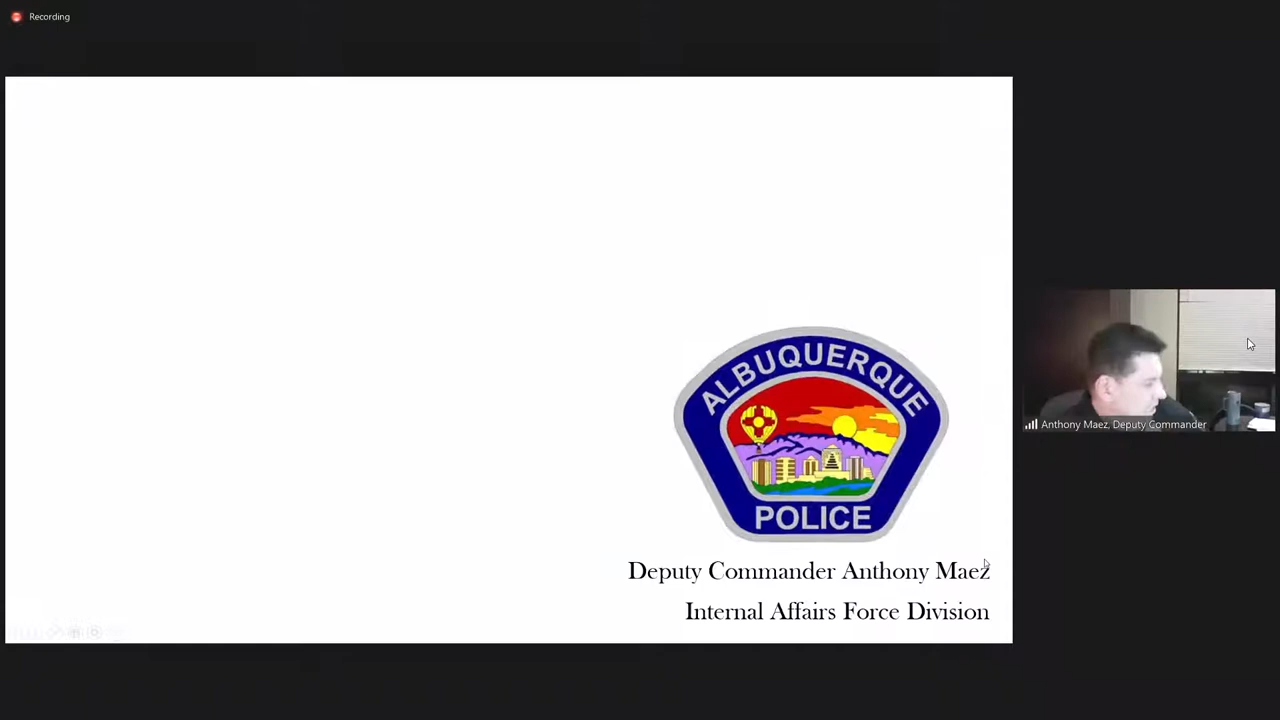 Recording
ALBUQUERQUE
POLICE
Deputy Commander Anthony Maez
Internal Affairs Force Division
Anthony Maez, Deputy Commander